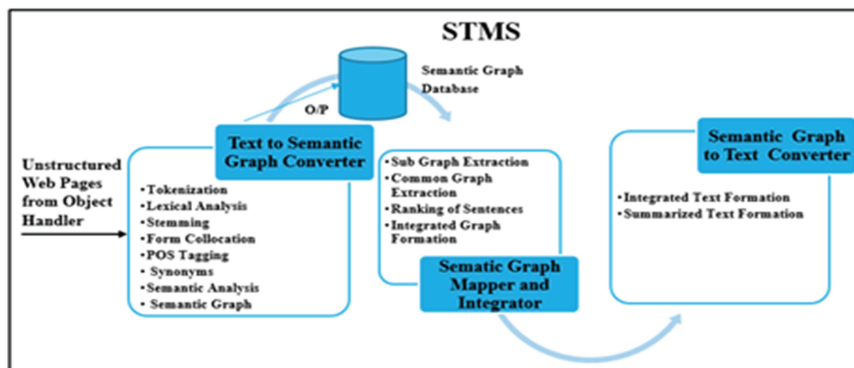 STMS
Semantic Graph
Database
O/P
Text to Semantic
Graph Converter
Unstructured
Web Pages
from Object
Handler
•Tokenization
•Lexical Analysis
•Stemming
•Form Collocation
•POS Tagging
• Synonyms
•Semantic Analysis
• Semantic Graph
•Sub Graph Extraction
•Common Graph
Extraction
•Ranking of Sentences
•Integrated Graph
Formation
Sematic Graph
Mapper and
Integrator
Semantic Graph
to Text Converter
• Integrated Text Formation
• Summarized Text Formation